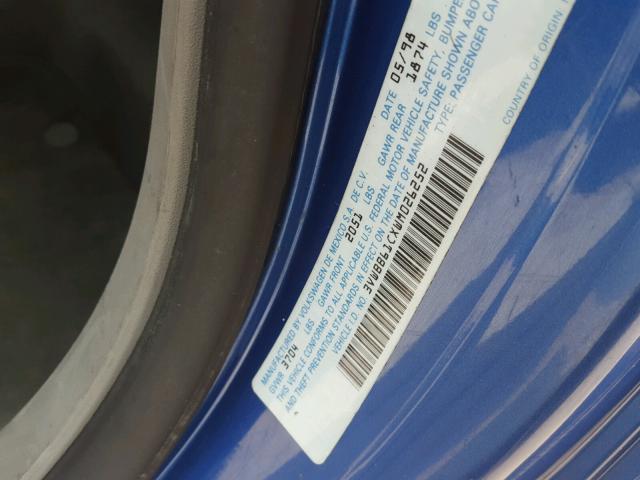 MANUFACTURED BY VOLKSWAGEN DE MEXICO S.A. DE C.V. DATE 05/98
GVWR 3704 LBS GAWR FRONT 2051 LBS GAWR REAR 1874 LBS
THIS VEHICLE CONFORMS TO ALL APPLICABLE U.S. FEDERAL MOTOR VEHICLE SAFETY, BUMPER
AND THEFT PREVENTION STANDARDS IN EFFECT ON THE DATE OF MANUFACTURE SHOWN ABO
VEHICLE I.D. NO. 3VWBB61CXWM026252 TYPE: PASSENGER CAR
COUNTRY OF ORIGIN